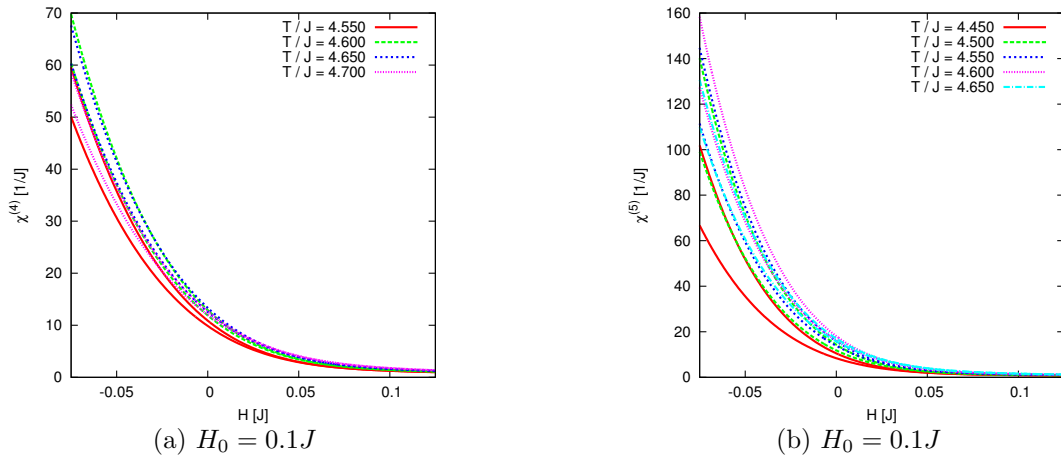 χ(4) [1/J]
70
60
50
40
30
20
10
0
T / J = 4.550
T / J = 4.600
T / J = 4.650
T / J = 4.700
-0.05 0 0.05 0.1
H [J]
(a) H₀ = 0.1J
χ(5) [1/J]
160
140
120
100
80
60
40
20
0
T / J = 4.450
T / J = 4.500
T / J = 4.550
T / J = 4.600
T / J = 4.650
-0.05 0 0.05 0.1
H [J]
(b) H₀ = 0.1J